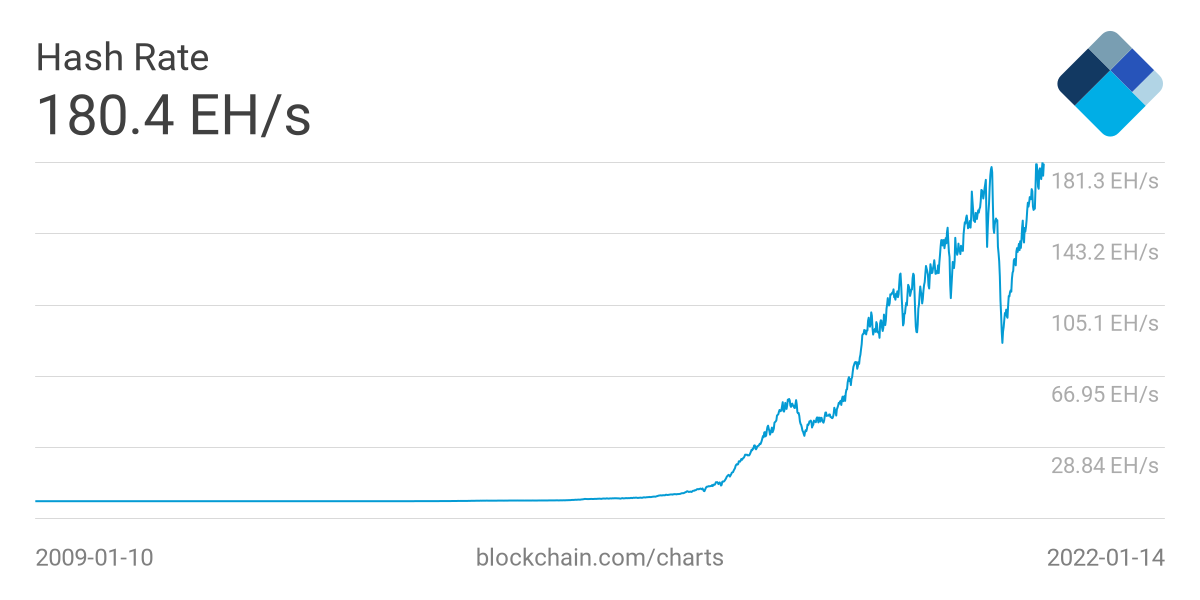 Hash Rate
180.4 EH/s
181.3 EH/s
143.2 EH/s
105.1 EH/s
66.95 EH/s
28.84 EH/s
2009-01-10 blockchain.com/charts 2022-01-14